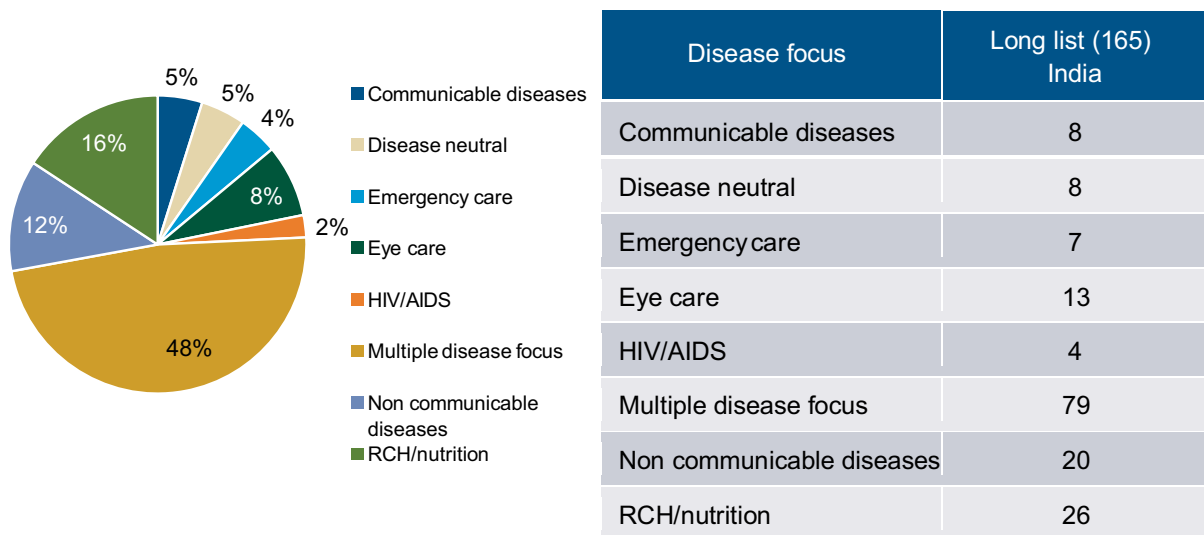 5%
5%
4%
8%
2%
48%
12%
16%
Communicable diseases
Disease neutral
Emergency care
Eye care
HIV/AIDS
Multiple disease focus
Non communicable
diseases
RCH/nutrition
Disease focus
Long list (165)
India
Communicable diseases 8
Disease neutral 8
Emergency care 7
Eye care 13
HIV/AIDS 4
Multiple disease focus 79
Non communicable diseases 20
RCH/nutrition 26